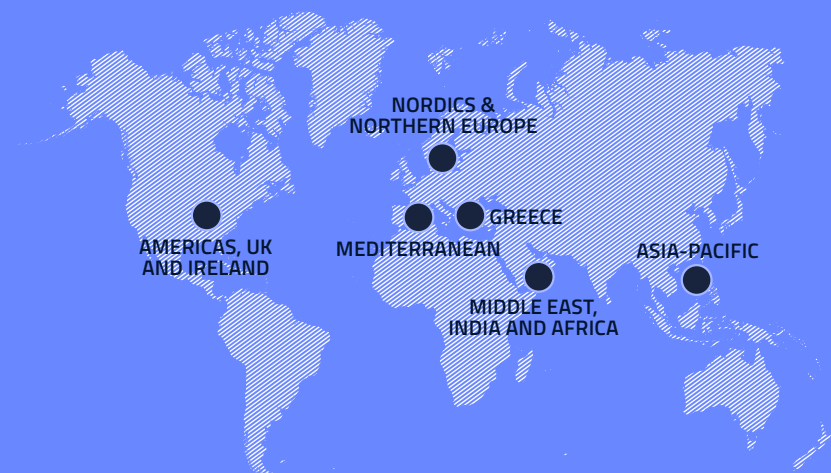 NORDICS &
NORTHERN EUROPE
GREECE
AMERICAS, UK
AND IRELAND
MEDITERRANEAN
ASIA-PACIFIC
MIDDLE EAST,
INDIA AND AFRICA